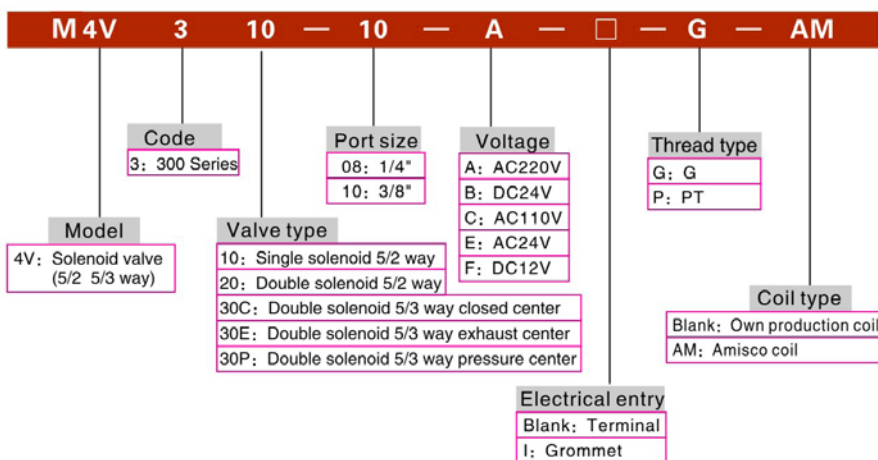 M 4V 3 10 — 10 — A — □ — G — AM
Code
3: 300 Series
Port size
08: 1/4"
10: 3/8"
Voltage
A: AC220V
B: DC24V
C: AC110V
E: AC24V
F: DC12V
Thread type
G: G
P: PT
Model
4V: Solenoid valve
(5/2 5/3 way)
Valve type
10: Single solenoid 5/2 way
20: Double solenoid 5/2 way
30C: Double solenoid 5/3 way closed center
30E: Double solenoid 5/3 way exhaust center
30P: Double solenoid 5/3 way pressure center
Coil type
Blank: Own production coil
AM: Amisco coil
Electrical entry
Blank: Terminal
I: Grommet